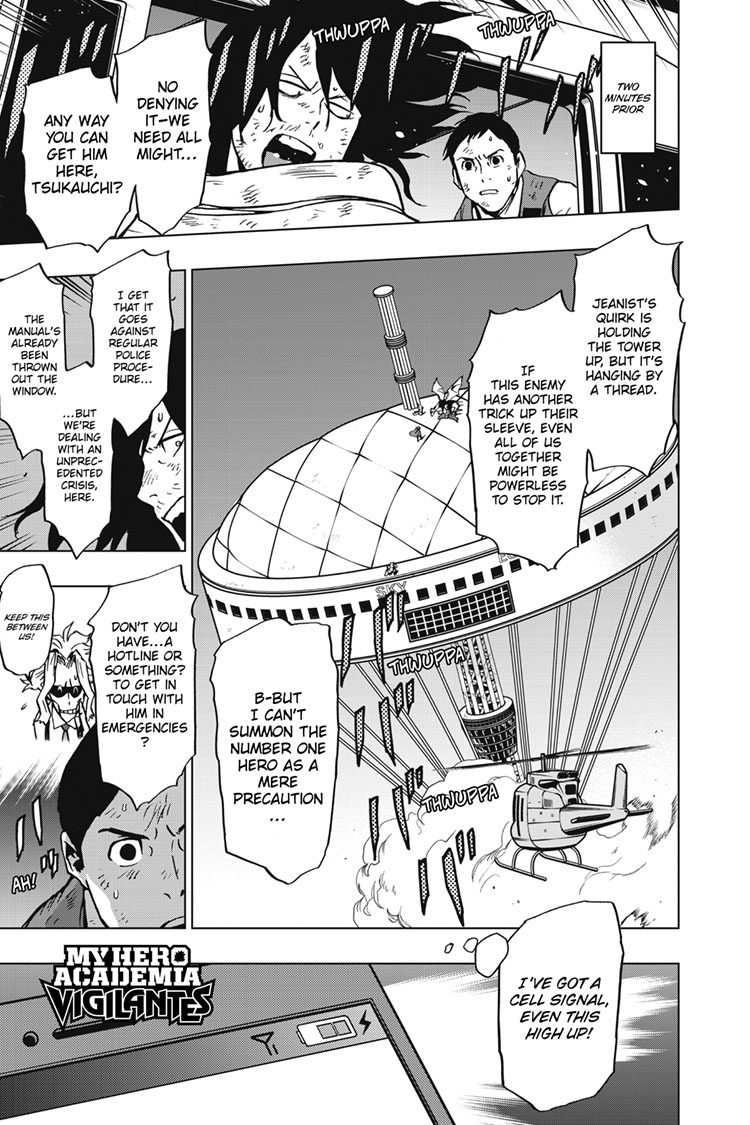 TWO
MINUTES
PRIOR
THWUPPA
THWUPPA
NO
DENYING
IT—WE
NEED ALL
MIGHT...
ANY WAY
YOU CAN
GET HIM
HERE,
TSUKAUCHI?
JEANIST'S
QUIRK IS
HOLDING
THE TOWER
UP, BUT IT'S
HANGING BY
A THREAD.
IF
THIS ENEMY
HAS ANOTHER
TRICK UP THEIR
SLEEVE, EVEN
ALL OF US
TOGETHER
MIGHT BE
POWERLESS
TO STOP IT.
SKY
THWUPPA
THWUPPA
B-BUT
I CAN'T
SUMMON THE
NUMBER ONE
HERO AS A
MERE
PRECAUTION
...
I GET
THAT IT
GOES
AGAINST
REGULAR
POLICE
PROCE-
DURE...
THE
MANUAL'S
ALREADY
BEEN
THROWN
OUT THE
WINDOW.
...BUT
WE'RE
DEALING
WITH AN
UNPREC-
EDENTED
CRISIS,
HERE.
DON'T YOU
HAVE...A
HOTLINE OR
SOMETHING?
TO GET IN
TOUCH WITH
HIM IN
EMERGENCIES
?
KEEP THIS
BETWEEN
US!
AH!
I'VE GOT A
CELL SIGNAL,
EVEN THIS
HIGH UP!
MY HERO
ACADEMIA
VIGILANTES